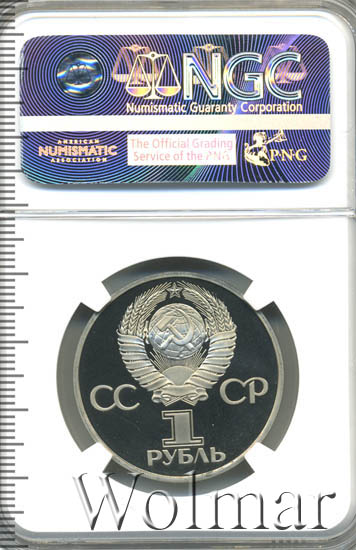 NGC
Numismatic Guaranty Corporation
AMERICAN
NUMISMATIC
ASSOCIATION
The Official Grading
Service of the PNG
PNG
СС СР
1
РУБЛЬ
Wolmar